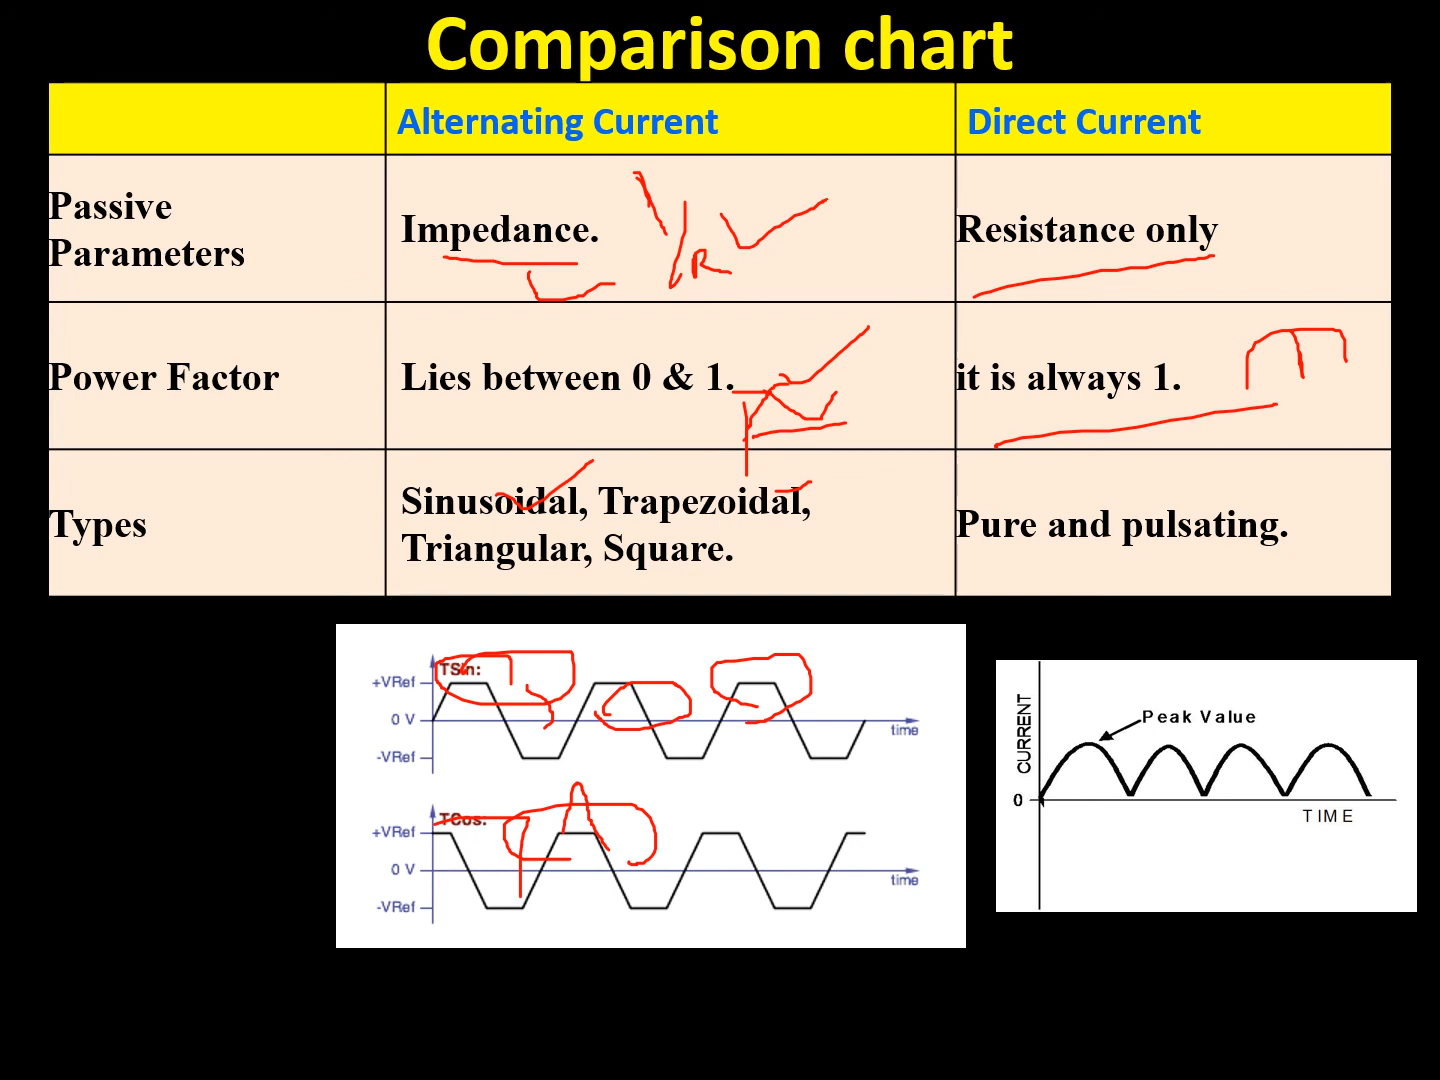 Comparison chart
Alternating Current
Direct Current
Passive
Parameters
Impedance.
R
Resistance only
Power Factor
Lies between 0 & 1.
it is always 1.
Types
Sinusoidal, Trapezoidal,
Triangular, Square.
Pure and pulsating.
TSin:
+VRef
0 V
-VRef
time
TCos:
+VRef
0 V
-VRef
time
CURRENT
Peak Value
0
TIME